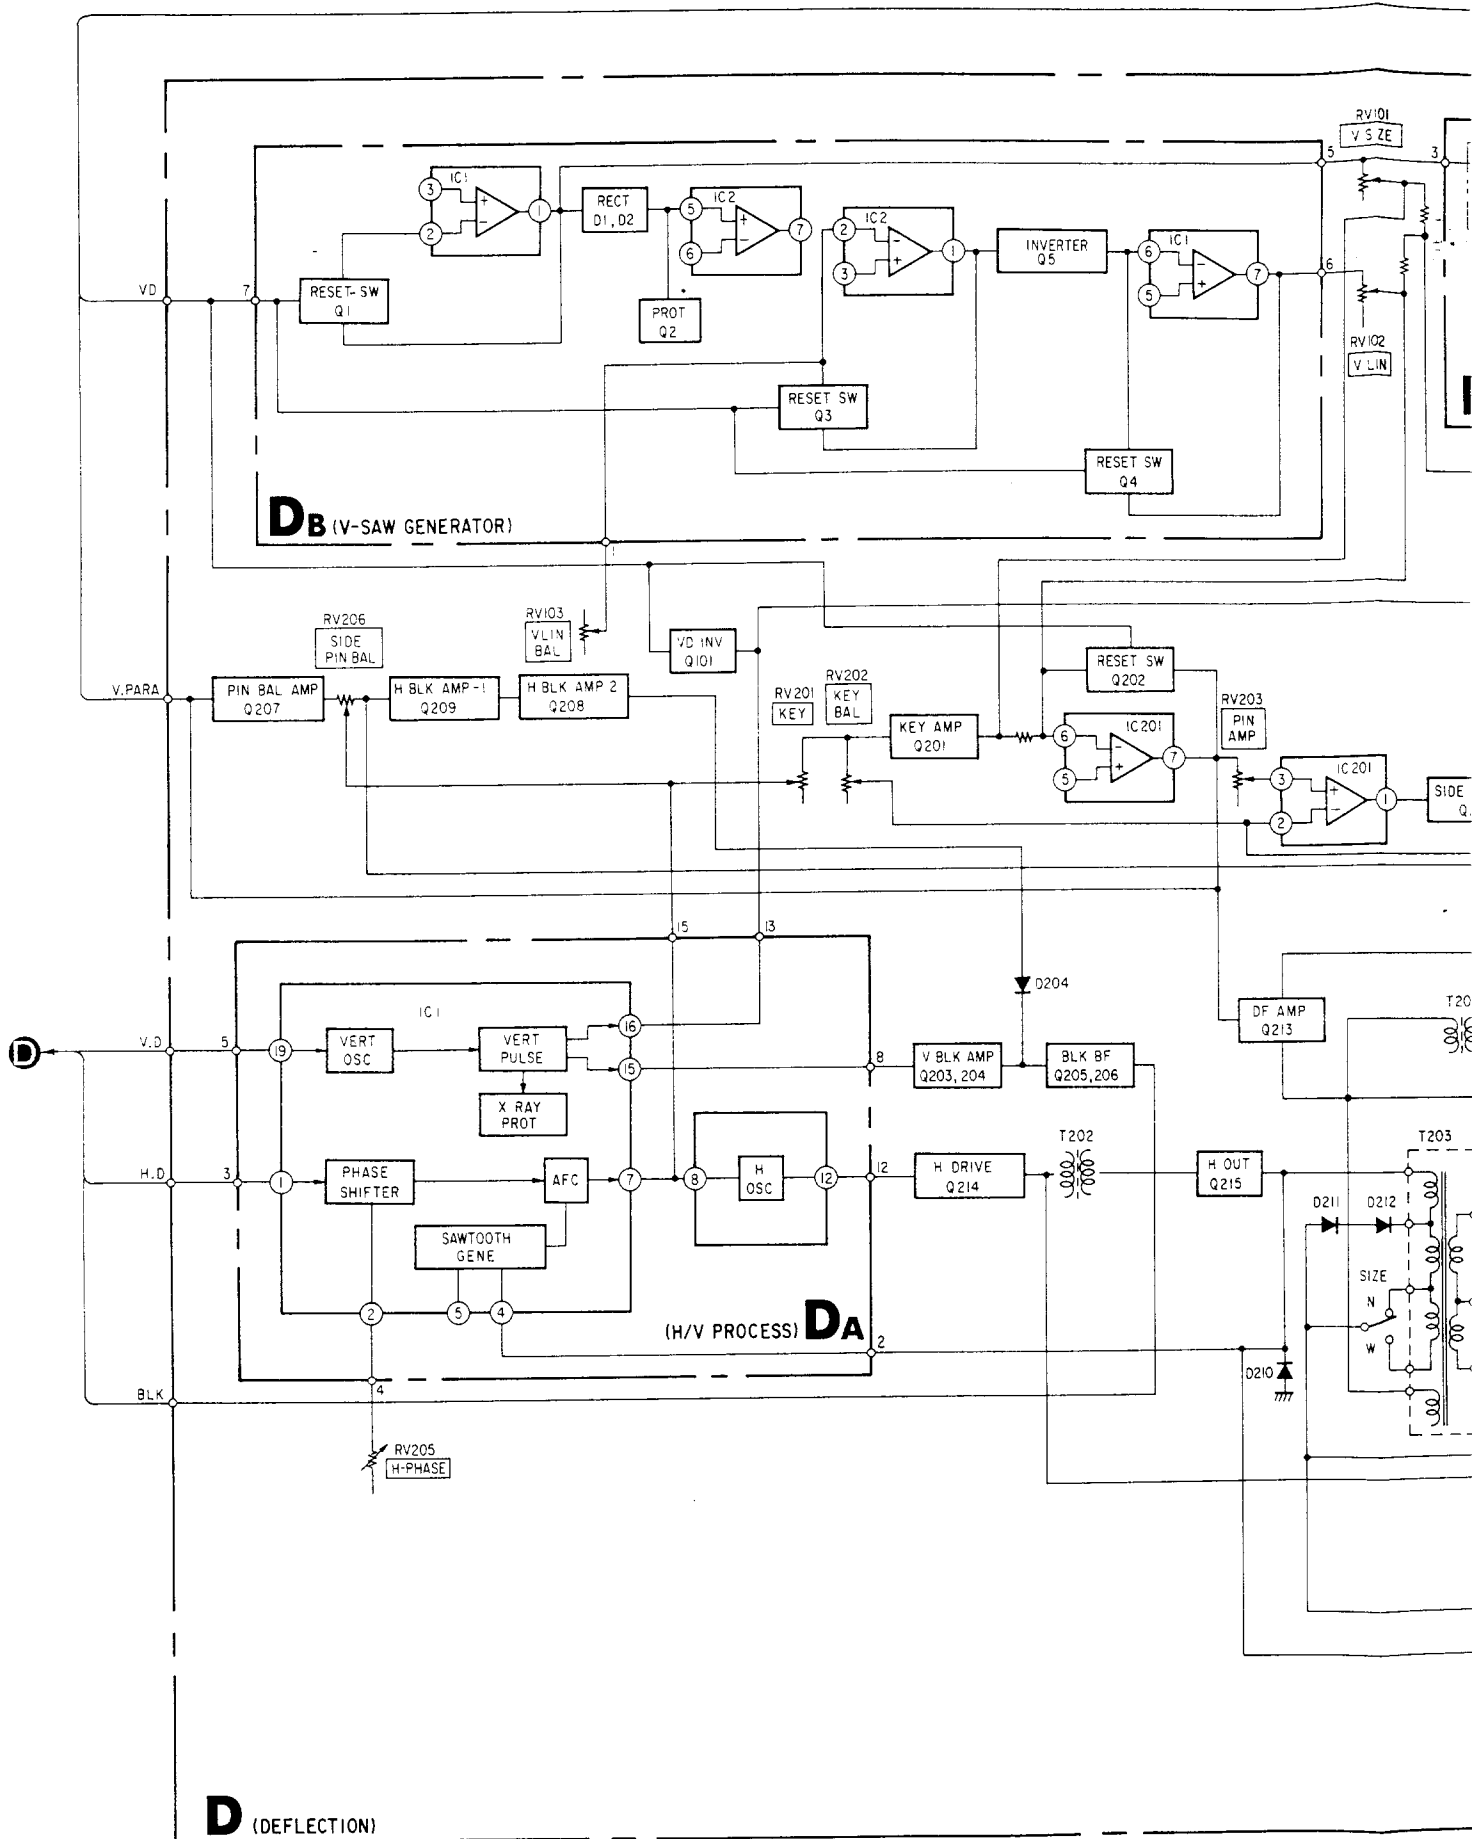 RV101
V SIZE
5
3
3
IC1
2
1
RECT
D1, D2
5
IC2
6
7
2
IC2
3
1
INVERTER
Q5
6
IC1
5
7
6
VD
7
RESET-SW
Q1
PROT
Q2
RV102
V LIN
RESET SW
Q3
RESET SW
Q4
DB (V-SAW GENERATOR)
1
RV206
SIDE
PIN BAL
RV103
V LIN
BAL
VD INV
Q101
RESET SW
Q202
V.PARA
PIN BAL AMP
Q207
H BLK AMP-1
Q209
H BLK AMP 2
Q208
RV201
KEY
RV202
KEY
BAL
KEY AMP
Q201
6
IC201
5
7
RV203
PIN
AMP
3
IC201
2
1
SIDE
Q.
15
13
D204
IC1
16
DF AMP
Q213
T20
V.D
5
19
VERT
OSC
VERT
PULSE
15
8
V BLK AMP
Q203, 204
BLK BF
Q205, 206
X RAY
PROT
T202
T203
H.D
3
1
PHASE
SHIFTER
AFC
7
8
H
OSC
12
12
H DRIVE
Q214
H OUT
Q215
D211
D212
SAWTOOTH
GENE
SIZE
N
W
2
5
4
(H/V PROCESS) DA
2
D210
D
BLK
4
RV205
H-PHASE
D (DEFLECTION)